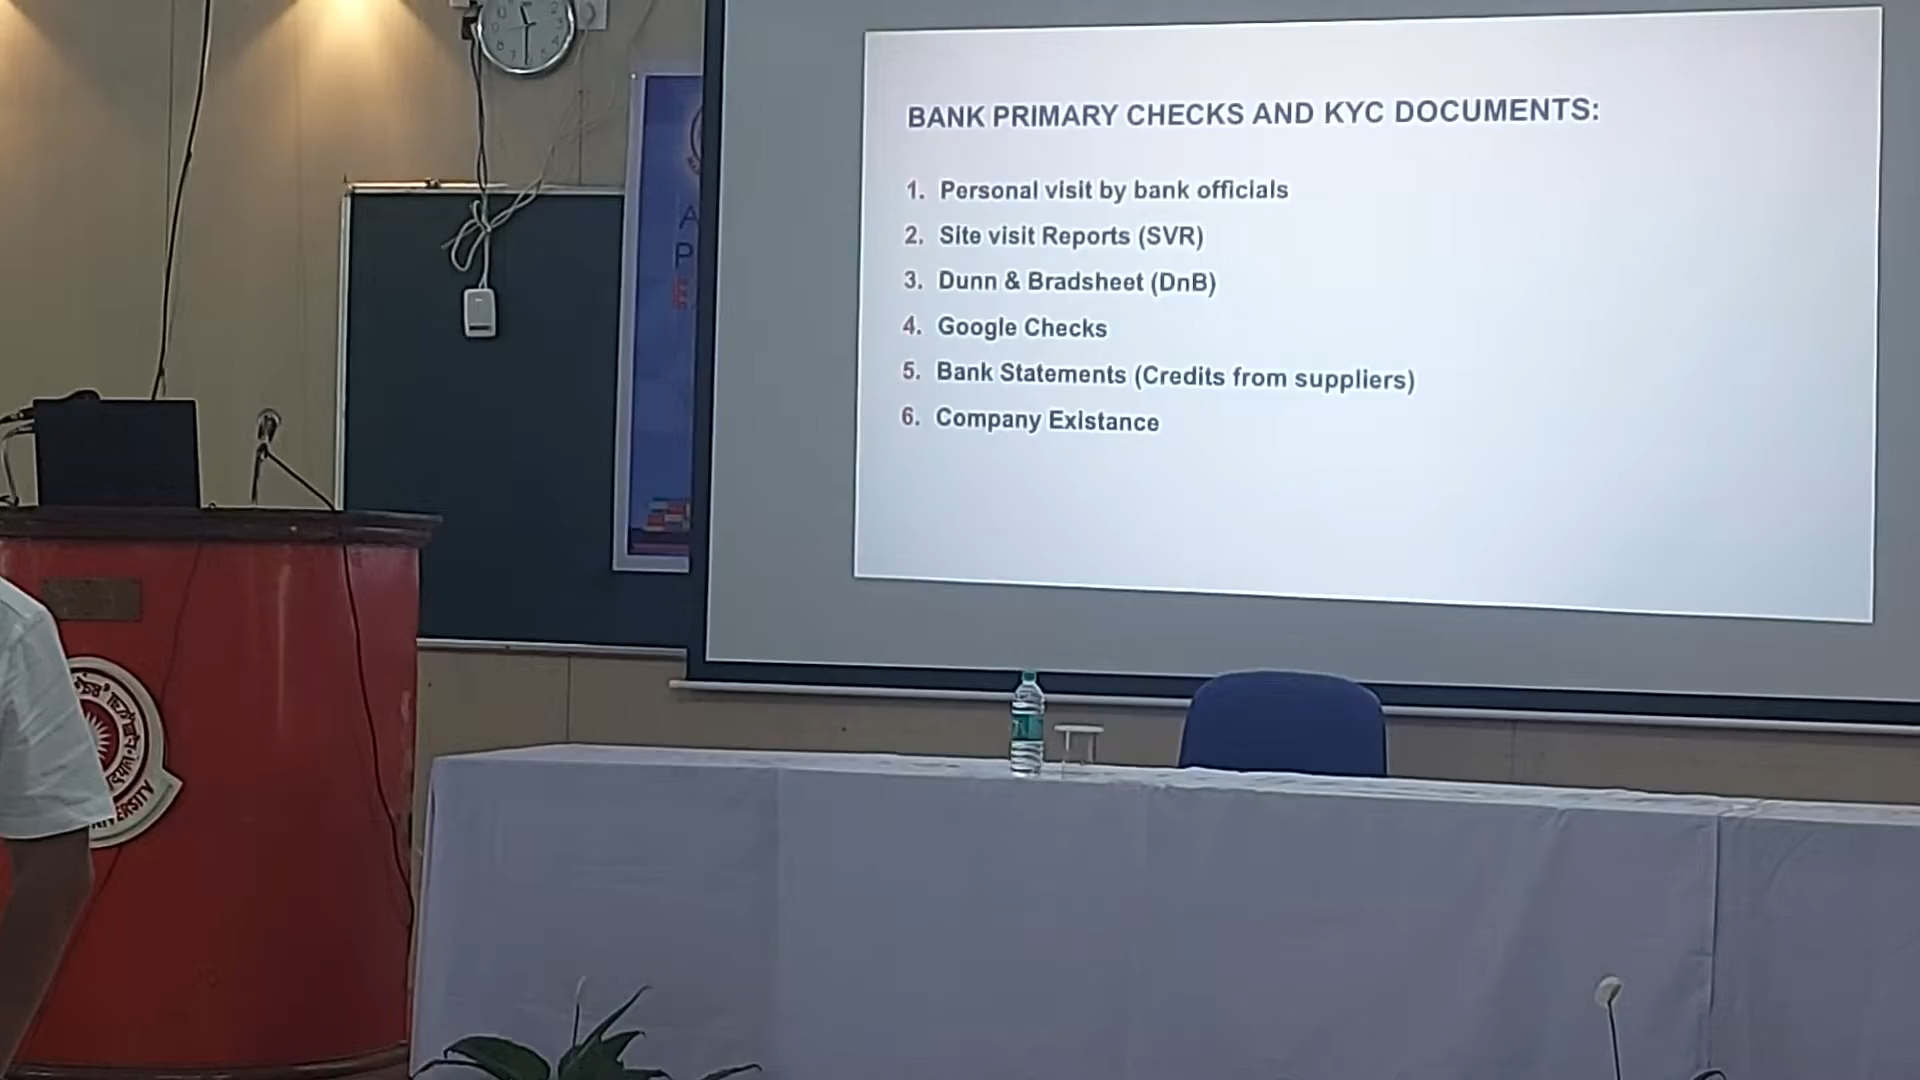 BANK PRIMARY CHECKS AND KYC DOCUMENTS:
1. Personal visit by bank officials
2. Site visit Reports (SVR)
3. Dunn & Bradsheet (DnB)
4. Google Checks
5. Bank Statements (Credits from suppliers)
6. Company Existance
A
P